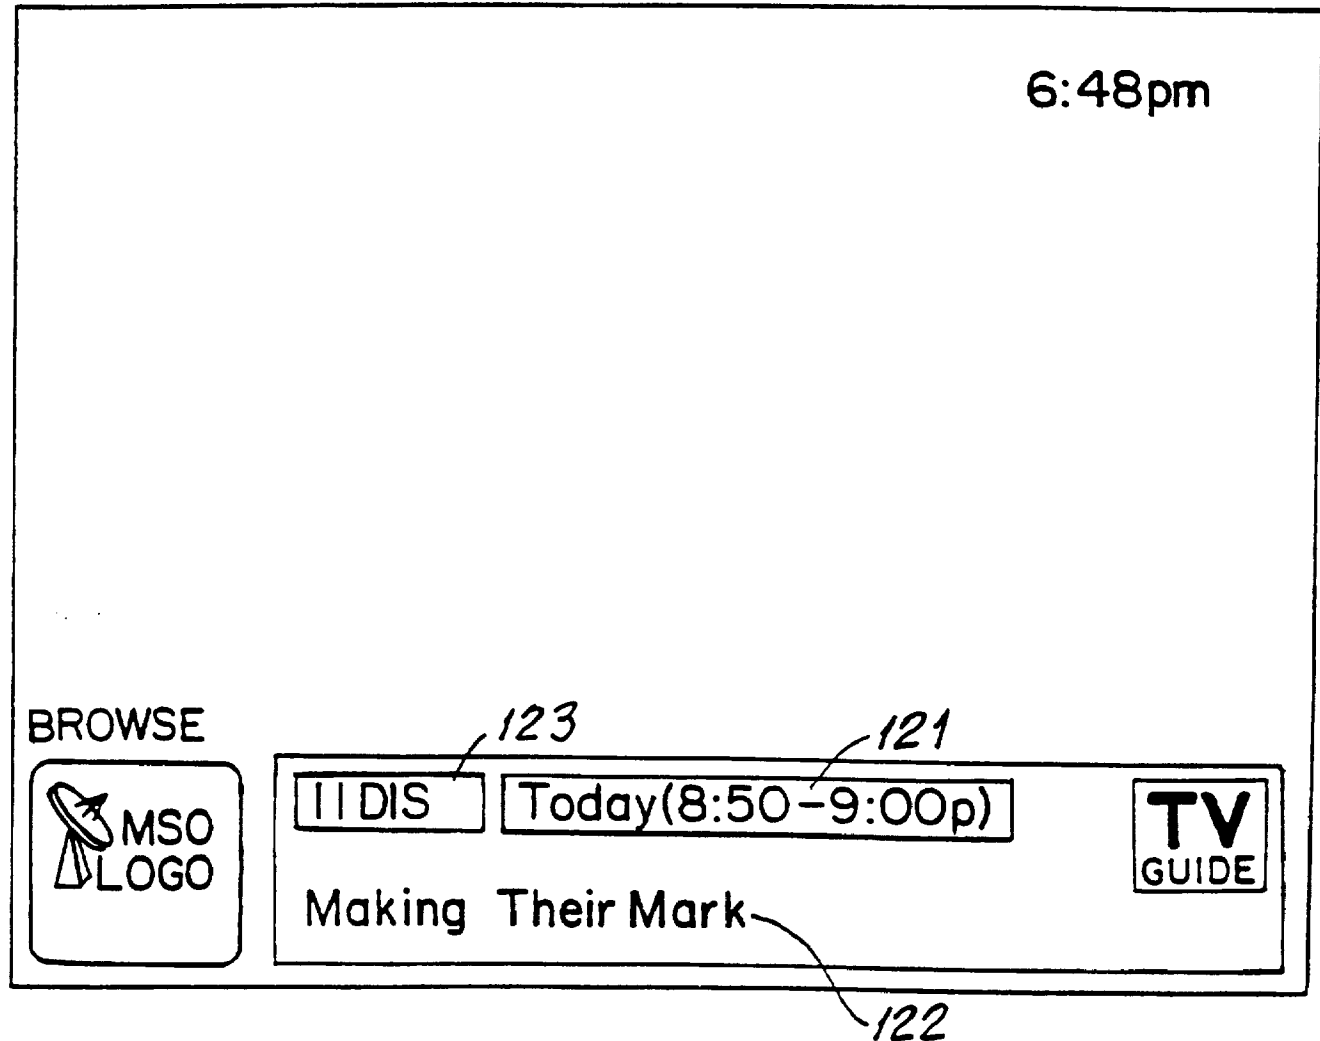 6:48pm
BROWSE
123
121
11 DIS
Today(8:50-9:00p)
TV
GUIDE
MSO
LOGO
Making Their Mark
122